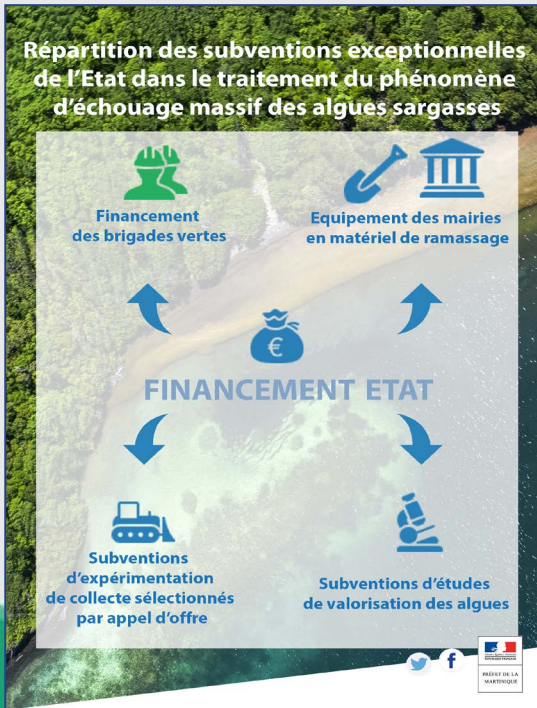 Répartition des subventions exceptionnelles
de l'Etat dans le traitement du phénomène
d'échouage massif des algues sargasses
Financement
des brigades vertes
Equipement des mairies
en matériel de ramassage
€
FINANCEMENT ETAT
Subventions
d'expérimentation
de collecte sélectionnés
par appel d'offre
Subventions d'études
de valorisation des algues
f
PRÉFET DE LA
MARTINIQUE